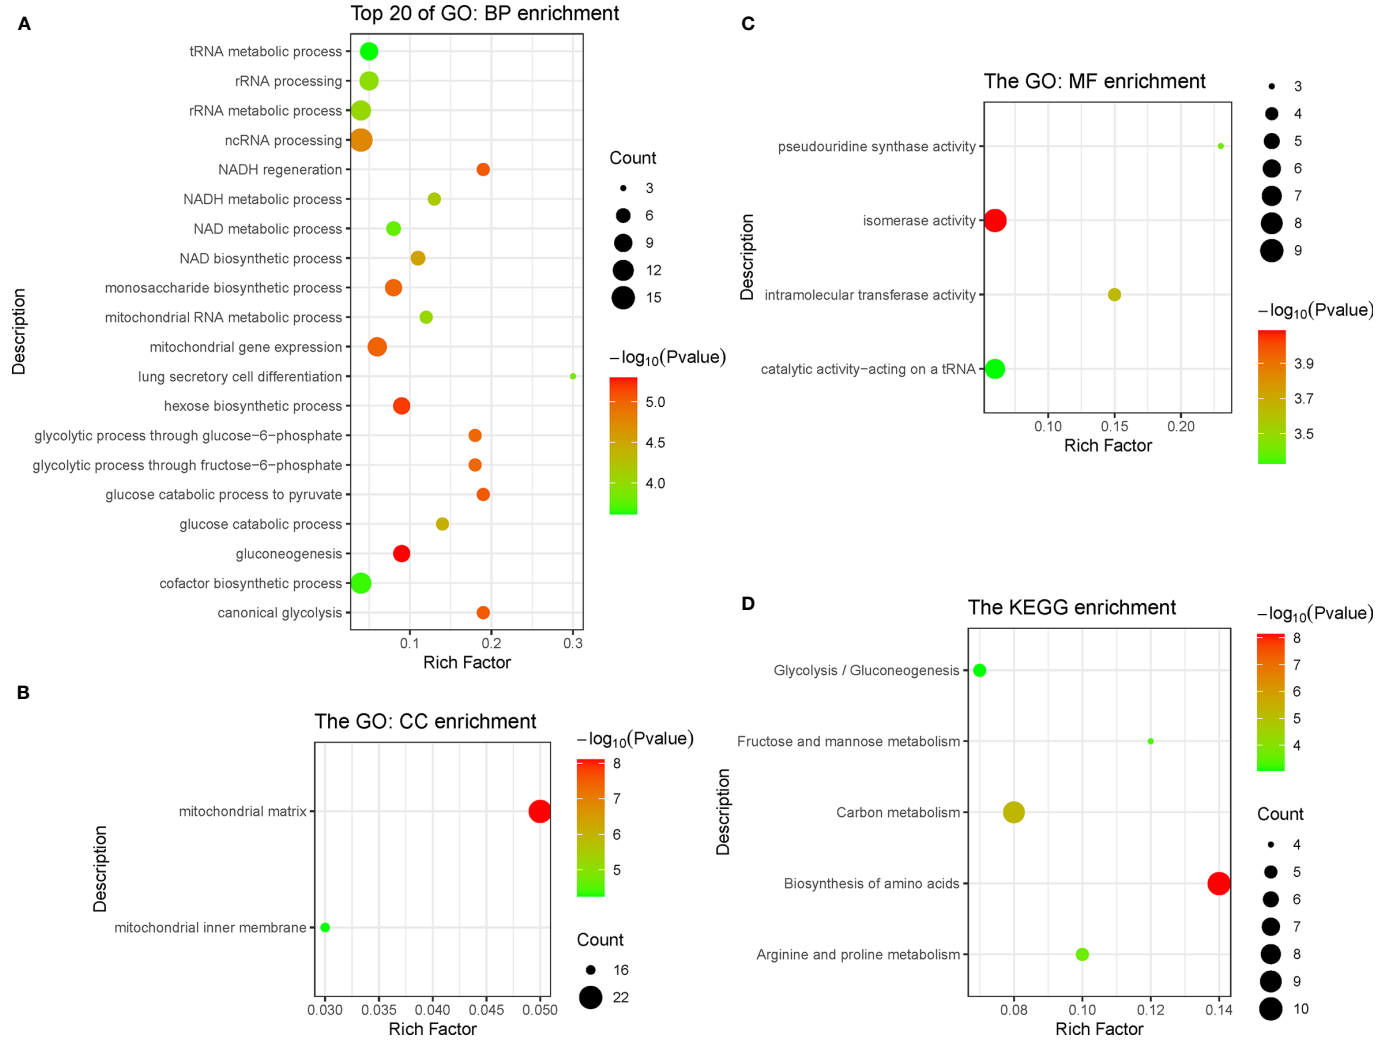 A
Top 20 of GO: BP enrichment
Description
tRNA metabolic process
rRNA processing
rRNA metabolic process
ncRNA processing
NADH regeneration
NADH metabolic process
NAD metabolic process
NAD biosynthetic process
monosaccharide biosynthetic process
mitochondrial RNA metabolic process
mitochondrial gene expression
lung secretory cell differentiation
hexose biosynthetic process
glycolytic process through glucose−6−phosphate
glycolytic process through fructose−6−phosphate
glucose catabolic process to pyruvate
glucose catabolic process
gluconeogenesis
cofactor biosynthetic process
canonical glycolysis
0.1 0.2 0.3
Rich Factor
Count
3
6
9
12
15
−log₁₀(Pvalue)
5.0
4.5
4.0
B
The GO: CC enrichment
Description
mitochondrial matrix
mitochondrial inner membrane
0.030 0.035 0.040 0.045 0.050
Rich Factor
−log₁₀(Pvalue)
8
7
6
5
Count
16
22
C
The GO: MF enrichment
Description
pseudouridine synthase activity
isomerase activity
intramolecular transferase activity
catalytic activity−acting on a tRNA
0.10 0.15 0.20
Rich Factor
3
4
5
6
7
8
9
−log₁₀(Pvalue)
3.9
3.7
3.5
D
The KEGG enrichment
Description
Glycolysis / Gluconeogenesis
Fructose and mannose metabolism
Carbon metabolism
Biosynthesis of amino acids
Arginine and proline metabolism
0.08 0.10 0.12 0.14
Rich Factor
−log₁₀(Pvalue)
8
7
6
5
4
Count
4
5
6
7
8
9
10